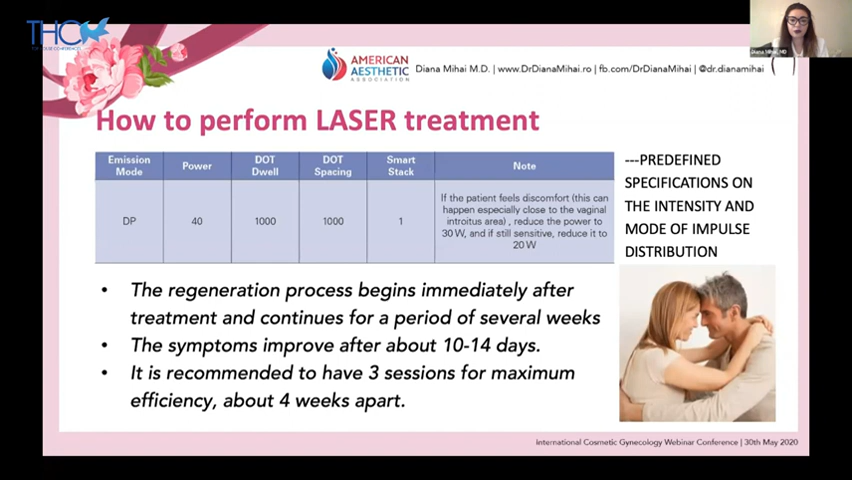 THC
Diana Mihai, MD
AMERICAN
AESTHETIC
ASSOCIATION
Diana Mihai M.D. | www.DrDianaMihai.ro | fb.com/DrDianaMihai | @dr.dianamihai
How to perform LASER treatment
Emission Mode Power DOT Dwell DOT Spacing Smart Stack Note
DP 40 1000 1000 1 If the patient feels discomfort (this can
happen especially close to the vaginal
introitus area) , reduce the power to
30 W, and if still sensitive, reduce it to
20 W
---PREDEFINED
SPECIFICATIONS ON
THE INTENSITY AND
MODE OF IMPULSE
DISTRIBUTION
• The regeneration process begins immediately after
treatment and continues for a period of several weeks
• The symptoms improve after about 10-14 days.
• It is recommended to have 3 sessions for maximum
efficiency, about 4 weeks apart.
International Cosmetic Gynecology Webinar Conference | 30th May 2020